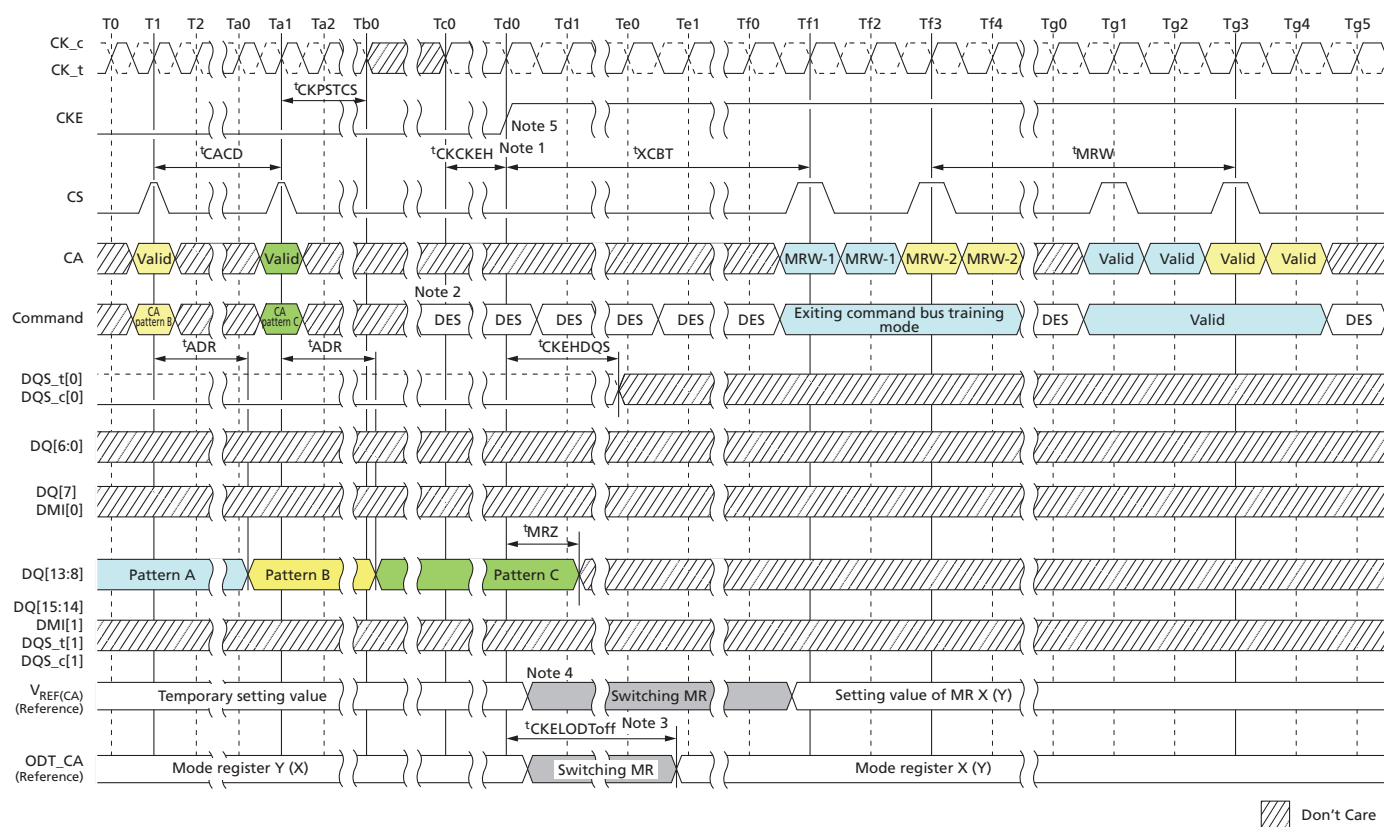 T0 T1 T2 Ta0 Ta1 Ta2 Tb0 Tc0 Td0 Td1 Te0 Te1 Tf0 Tf1 Tf2 Tf3 Tf4 Tg0 Tg1 Tg2 Tg3 Tg4 Tg5
CK_c
CK_t
tCKPSTCS
CKE
Note 5
tCACD
tCKCKEH
Note 1
tXCBT
tMRW
CS
CA
Valid Valid MRW-1 MRW-1 MRW-2 MRW-2 Valid Valid Valid Valid
Note 2
Command
CA pattern B
CA pattern C
DES DES DES DES DES DES
Exiting command bus training mode
DES Valid DES
tADR tADR tCKEHDQS
DQS_t[0]
DQS_c[0]
DQ[6:0]
DQ[7]
DMI[0]
tMRZ
DQ[13:8]
Pattern A Pattern B Pattern C
DQ[15:14]
DMI[1]
DQS_t[1]
DQS_c[1]
Note 4
VREF(CA)
(Reference)
Temporary setting value Switching MR Setting value of MR X (Y)
tCKELODToff Note 3
ODT_CA
(Reference)
Mode register Y (X) Switching MR Mode register X (Y)
Don't Care